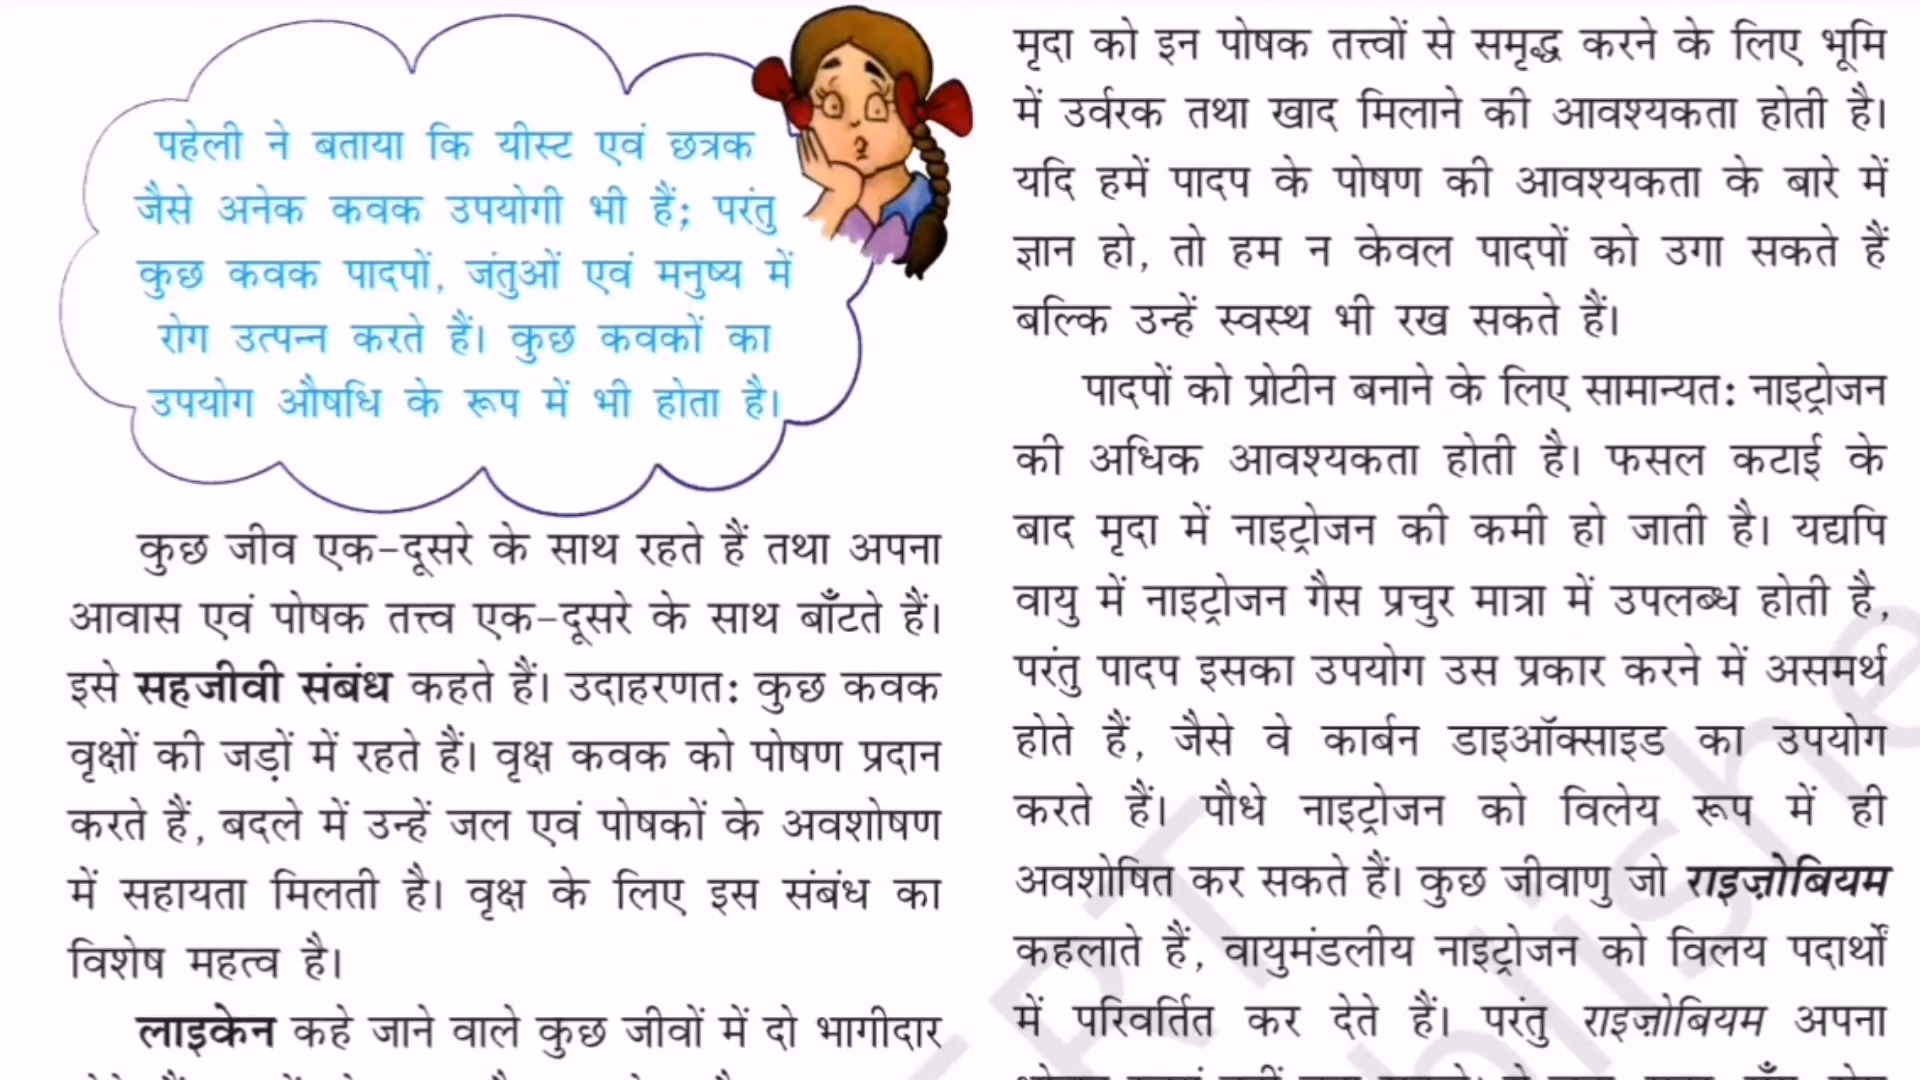 पहेली ने बताया कि यीस्ट एवं छत्रक
जैसे अनेक कवक उपयोगी भी हैं; परंतु
कुछ कवक पादपों, जंतुओं एवं मनुष्य में
रोग उत्पन्न करते हैं। कुछ कवकों का
उपयोग औषधि के रूप में भी होता है।
कुछ जीव एक-दूसरे के साथ रहते हैं तथा अपना
आवास एवं पोषक तत्त्व एक-दूसरे के साथ बाँटते हैं।
इसे सहजीवी संबंध कहते हैं। उदाहरणत: कुछ कवक
वृक्षों की जड़ों में रहते हैं। वृक्ष कवक को पोषण प्रदान
करते हैं, बदले में उन्हें जल एवं पोषकों के अवशोषण
में सहायता मिलती है। वृक्ष के लिए इस संबंध का
विशेष महत्व है।
लाइकेन कहे जाने वाले कुछ जीवों में दो भागीदार
मृदा को इन पोषक तत्त्वों से समृद्ध करने के लिए भूमि
में उर्वरक तथा खाद मिलाने की आवश्यकता होती है।
यदि हमें पादप के पोषण की आवश्यकता के बारे में
ज्ञान हो, तो हम न केवल पादपों को उगा सकते हैं
बल्कि उन्हें स्वस्थ भी रख सकते हैं।
पादपों को प्रोटीन बनाने के लिए सामान्यत: नाइट्रोजन
की अधिक आवश्यकता होती है। फसल कटाई के
बाद मृदा में नाइट्रोजन की कमी हो जाती है। यद्यपि
वायु में नाइट्रोजन गैस प्रचुर मात्रा में उपलब्ध होती है,
परंतु पादप इसका उपयोग उस प्रकार करने में असमर्थ
होते हैं, जैसे वे कार्बन डाइऑक्साइड का उपयोग
करते हैं। पौधे नाइट्रोजन को विलेय रूप में ही
अवशोषित कर सकते हैं। कुछ जीवाणु जो राइज़ोबियम
कहलाते हैं, वायुमंडलीय नाइट्रोजन को विलय पदार्थों
में परिवर्तित कर देते हैं। परंतु राइज़ोबियम अपना